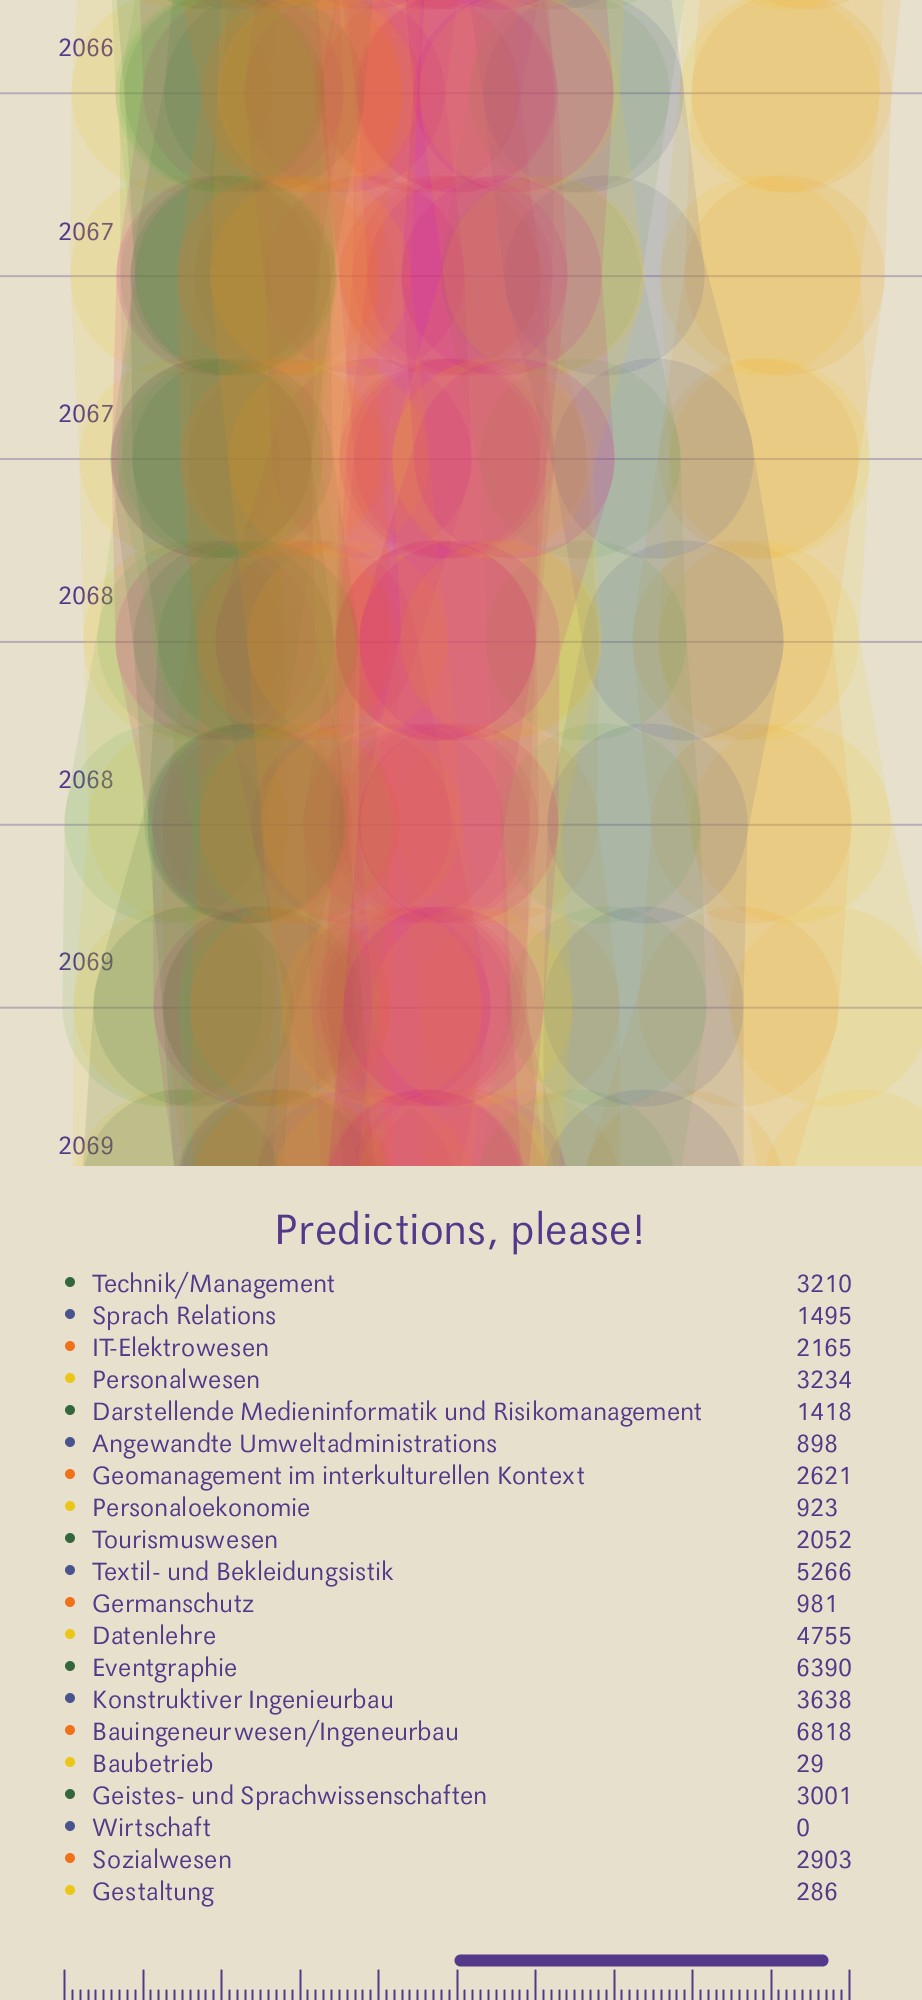 2066
2067
2067
2068
2068
2069
2069
Predictions, please!
Technik/Management 3210
Sprach Relations 1495
IT-Elektrowesen 2165
Personalwesen 3234
Darstellende Medieninformatik und Risikomanagement 1418
Angewandte Umweltadministrations 898
Geomanagement im interkulturellen Kontext 2621
Personaloekonomie 923
Tourismuswesen 2052
Textil- und Bekleidungsistik 5266
Germanschutz 981
Datenlehre 4755
Eventgraphie 6390
Konstruktiver Ingenieurbau 3638
Bauingeneurwesen/Ingeneurbau 6818
Baubetrieb 29
Geistes- und Sprachwissenschaften 3001
Wirtschaft 0
Sozialwesen 2903
Gestaltung 286